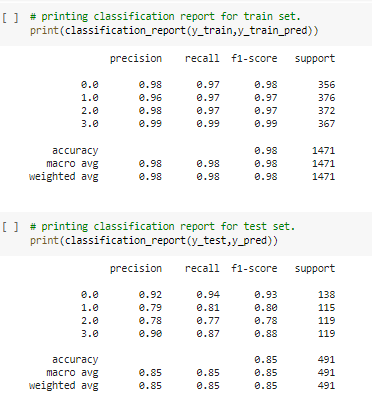 [ ] # printing classification report for train set.
print(classification_report(y_train,y_train_pred))
precision recall f1-score support
0.0 0.98 0.97 0.98 356
1.0 0.96 0.97 0.97 376
2.0 0.98 0.97 0.97 372
3.0 0.99 0.99 0.99 367
accuracy 0.98 1471
macro avg 0.98 0.98 0.98 1471
weighted avg 0.98 0.98 0.98 1471
[ ] # printing classification report for test set.
print(classification_report(y_test,y_pred))
precision recall f1-score support
0.0 0.92 0.94 0.93 138
1.0 0.79 0.81 0.80 115
2.0 0.78 0.77 0.78 119
3.0 0.90 0.87 0.88 119
accuracy 0.85 491
macro avg 0.85 0.85 0.85 491
weighted avg 0.85 0.85 0.85 491